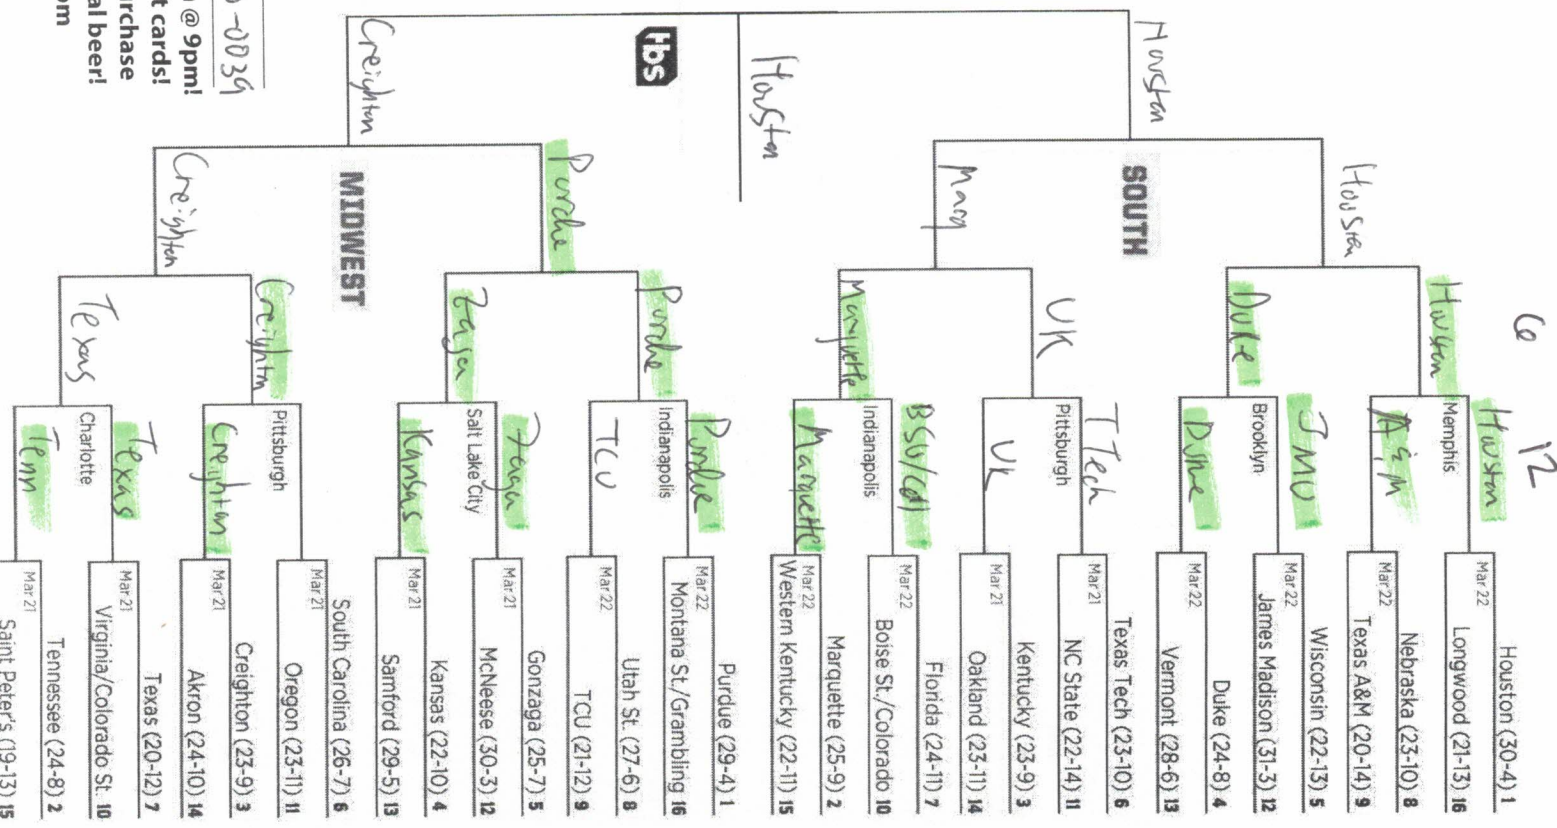 6 12
Houston (30-4) 1
Mar 22
Longwood (21-13) 16
Houston
Houston
Memphis
Nebraska (23-10) 8
Mar 22
Texas A&M (20-14) 9
A&M
Houston
Wisconsin (22-13) 5
Mar 22
James Madison (31-3) 12
JMU
Brooklyn
Duke
Duke (24-8) 4
Mar 22
Vermont (28-6) 13
Duke
Houston
SOUTH
Texas Tech (23-10) 6
Mar 21
NC State (22-14) 11
T Tech
Pittsburgh
UK
Kentucky (23-9) 3
Mar 21
Oakland (23-11) 14
UK
Marq
Florida (24-11) 7
Mar 22
Boise St./Colorado 10
BSU/Col
Indianapolis
Marquette
Marquette (25-9) 2
Mar 22
Western Kentucky (22-11) 15
Marquette
Houston
tbs
Purdue (29-4) 1
Mar 22
Montana St./Grambling 16
Purdue
Indianapolis
Purdue
Utah St. (27-6) 8
Mar 22
TCU (21-12) 9
TCU
Purdue
Gonzaga (25-7) 5
Mar 21
McNeese (30-3) 12
Zaga
Salt Lake City
Zaga
Kansas (22-10) 4
Mar 21
Samford (29-5) 13
Kansas
Creighton
MIDWEST
South Carolina (26-7) 6
Mar 21
Oregon (23-11) 11
Pittsburgh
Creighton
Creighton (23-9) 3
Mar 21
Akron (24-10) 14
Creighton
Creighton
Texas (20-12) 7
Mar 21
Virginia/Colorado St. 10
Texas
Charlotte
Texas
Tennessee (24-8) 2
Mar 21
Saint Peter's (19-13) 15
Tenn
-0039
@ 9pm!
t cards!
rchase
al beer!
om